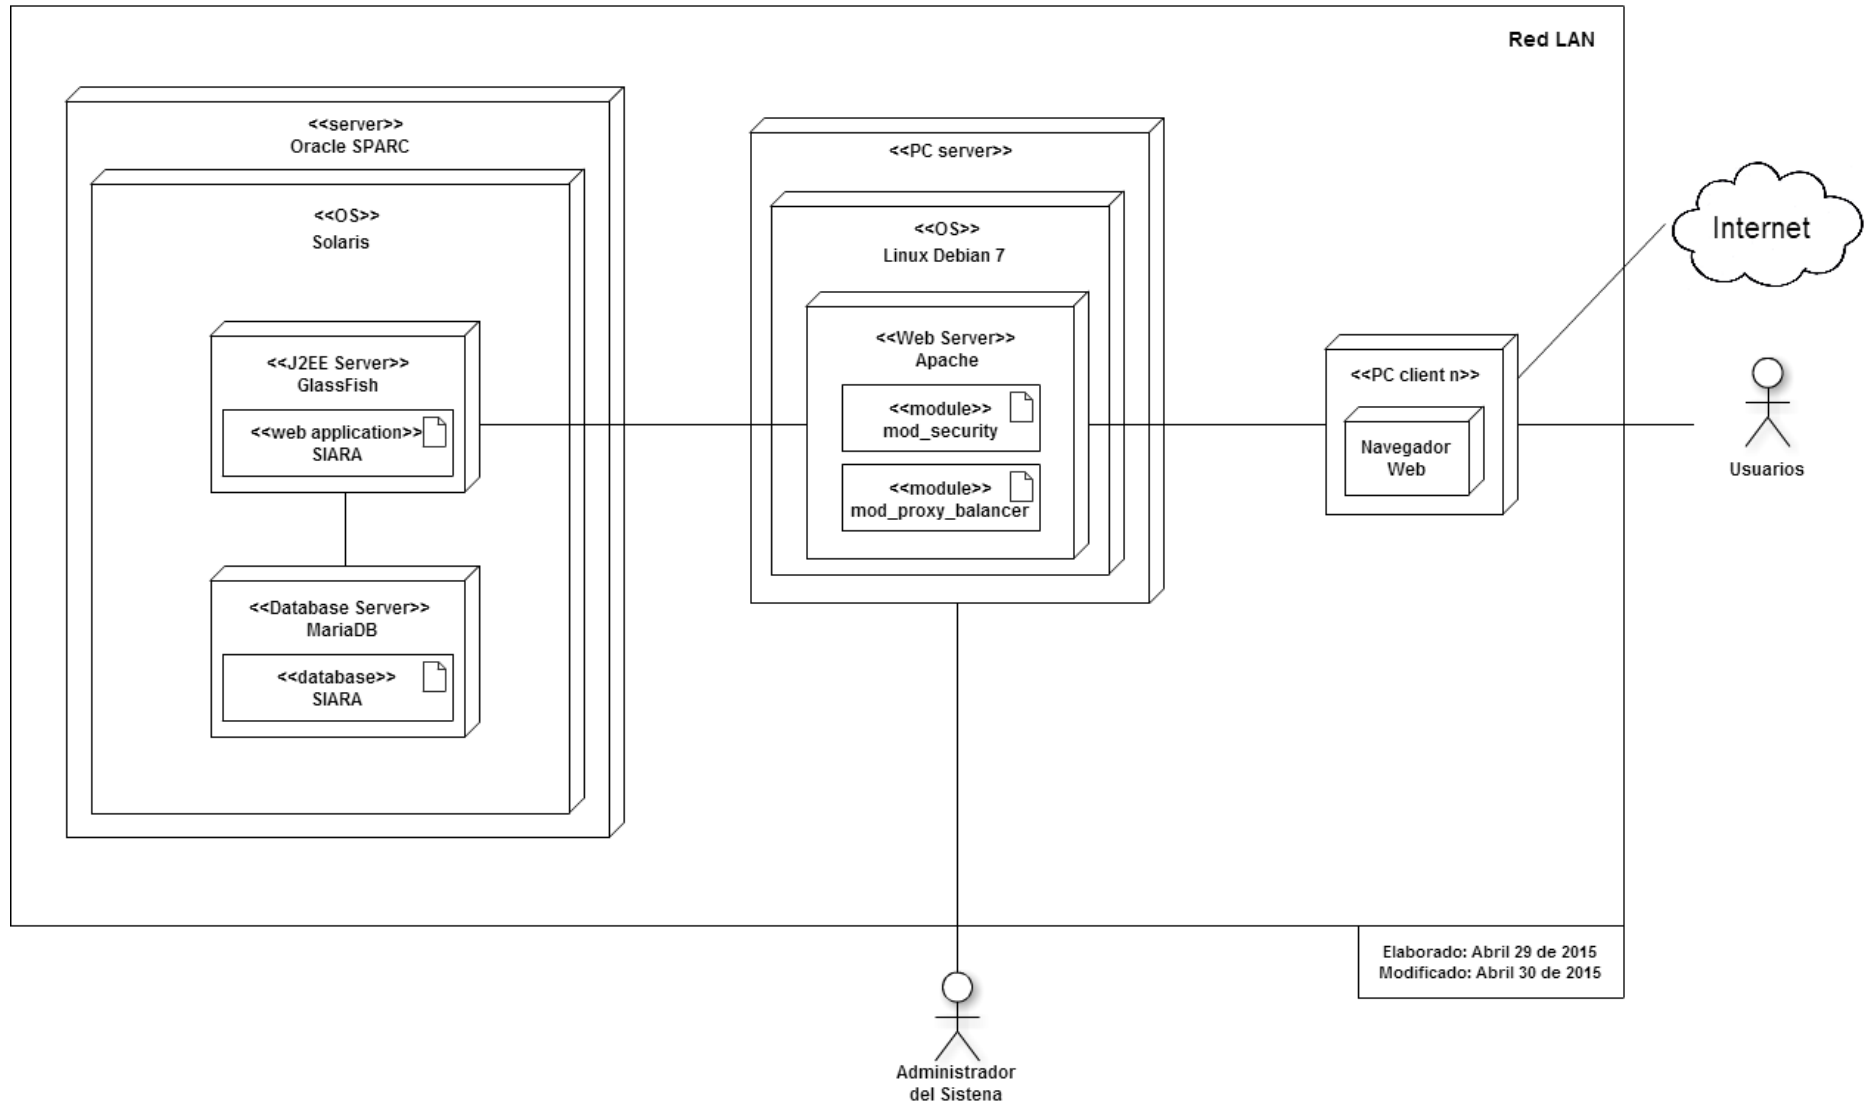 Red LAN
<<server>>
Oracle SPARC
<<OS>>
Solaris
<<J2EE Server>>
GlassFish
<<web application>>
SIARA
<<Database Server>>
MariaDB
<<database>>
SIARA
<<PC server>>
<<OS>>
Linux Debian 7
<<Web Server>>
Apache
<<module>>
mod_security
<<module>>
mod_proxy_balancer
<<PC client n>>
Navegador
Web
Internet
Usuarios
Elaborado: Abril 29 de 2015
Modificado: Abril 30 de 2015
Administrador
del Sistena